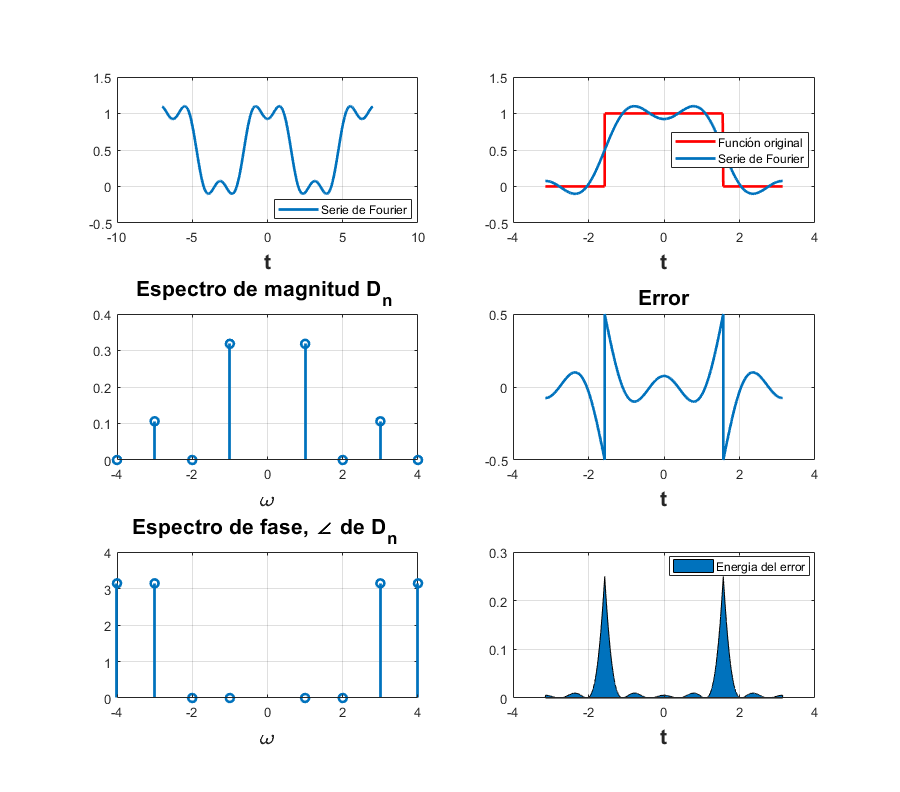 1.5
1
0.5
0
-0.5
-10 -5 0 5 10
Serie de Fourier
t
1.5
1
0.5
0
-0.5
-4 -2 0 2 4
Función original
Serie de Fourier
t
Espectro de magnitud Dn
0.4
0.3
0.2
0.1
0
-4 -2 0 2 4
ω
Error
0.5
0
-0.5
-4 -2 0 2 4
t
Espectro de fase, ∠ de Dn
4
3
2
1
0
-4 -2 0 2 4
ω
0.3
0.2
0.1
0
-4 -2 0 2 4
Energia del error
t